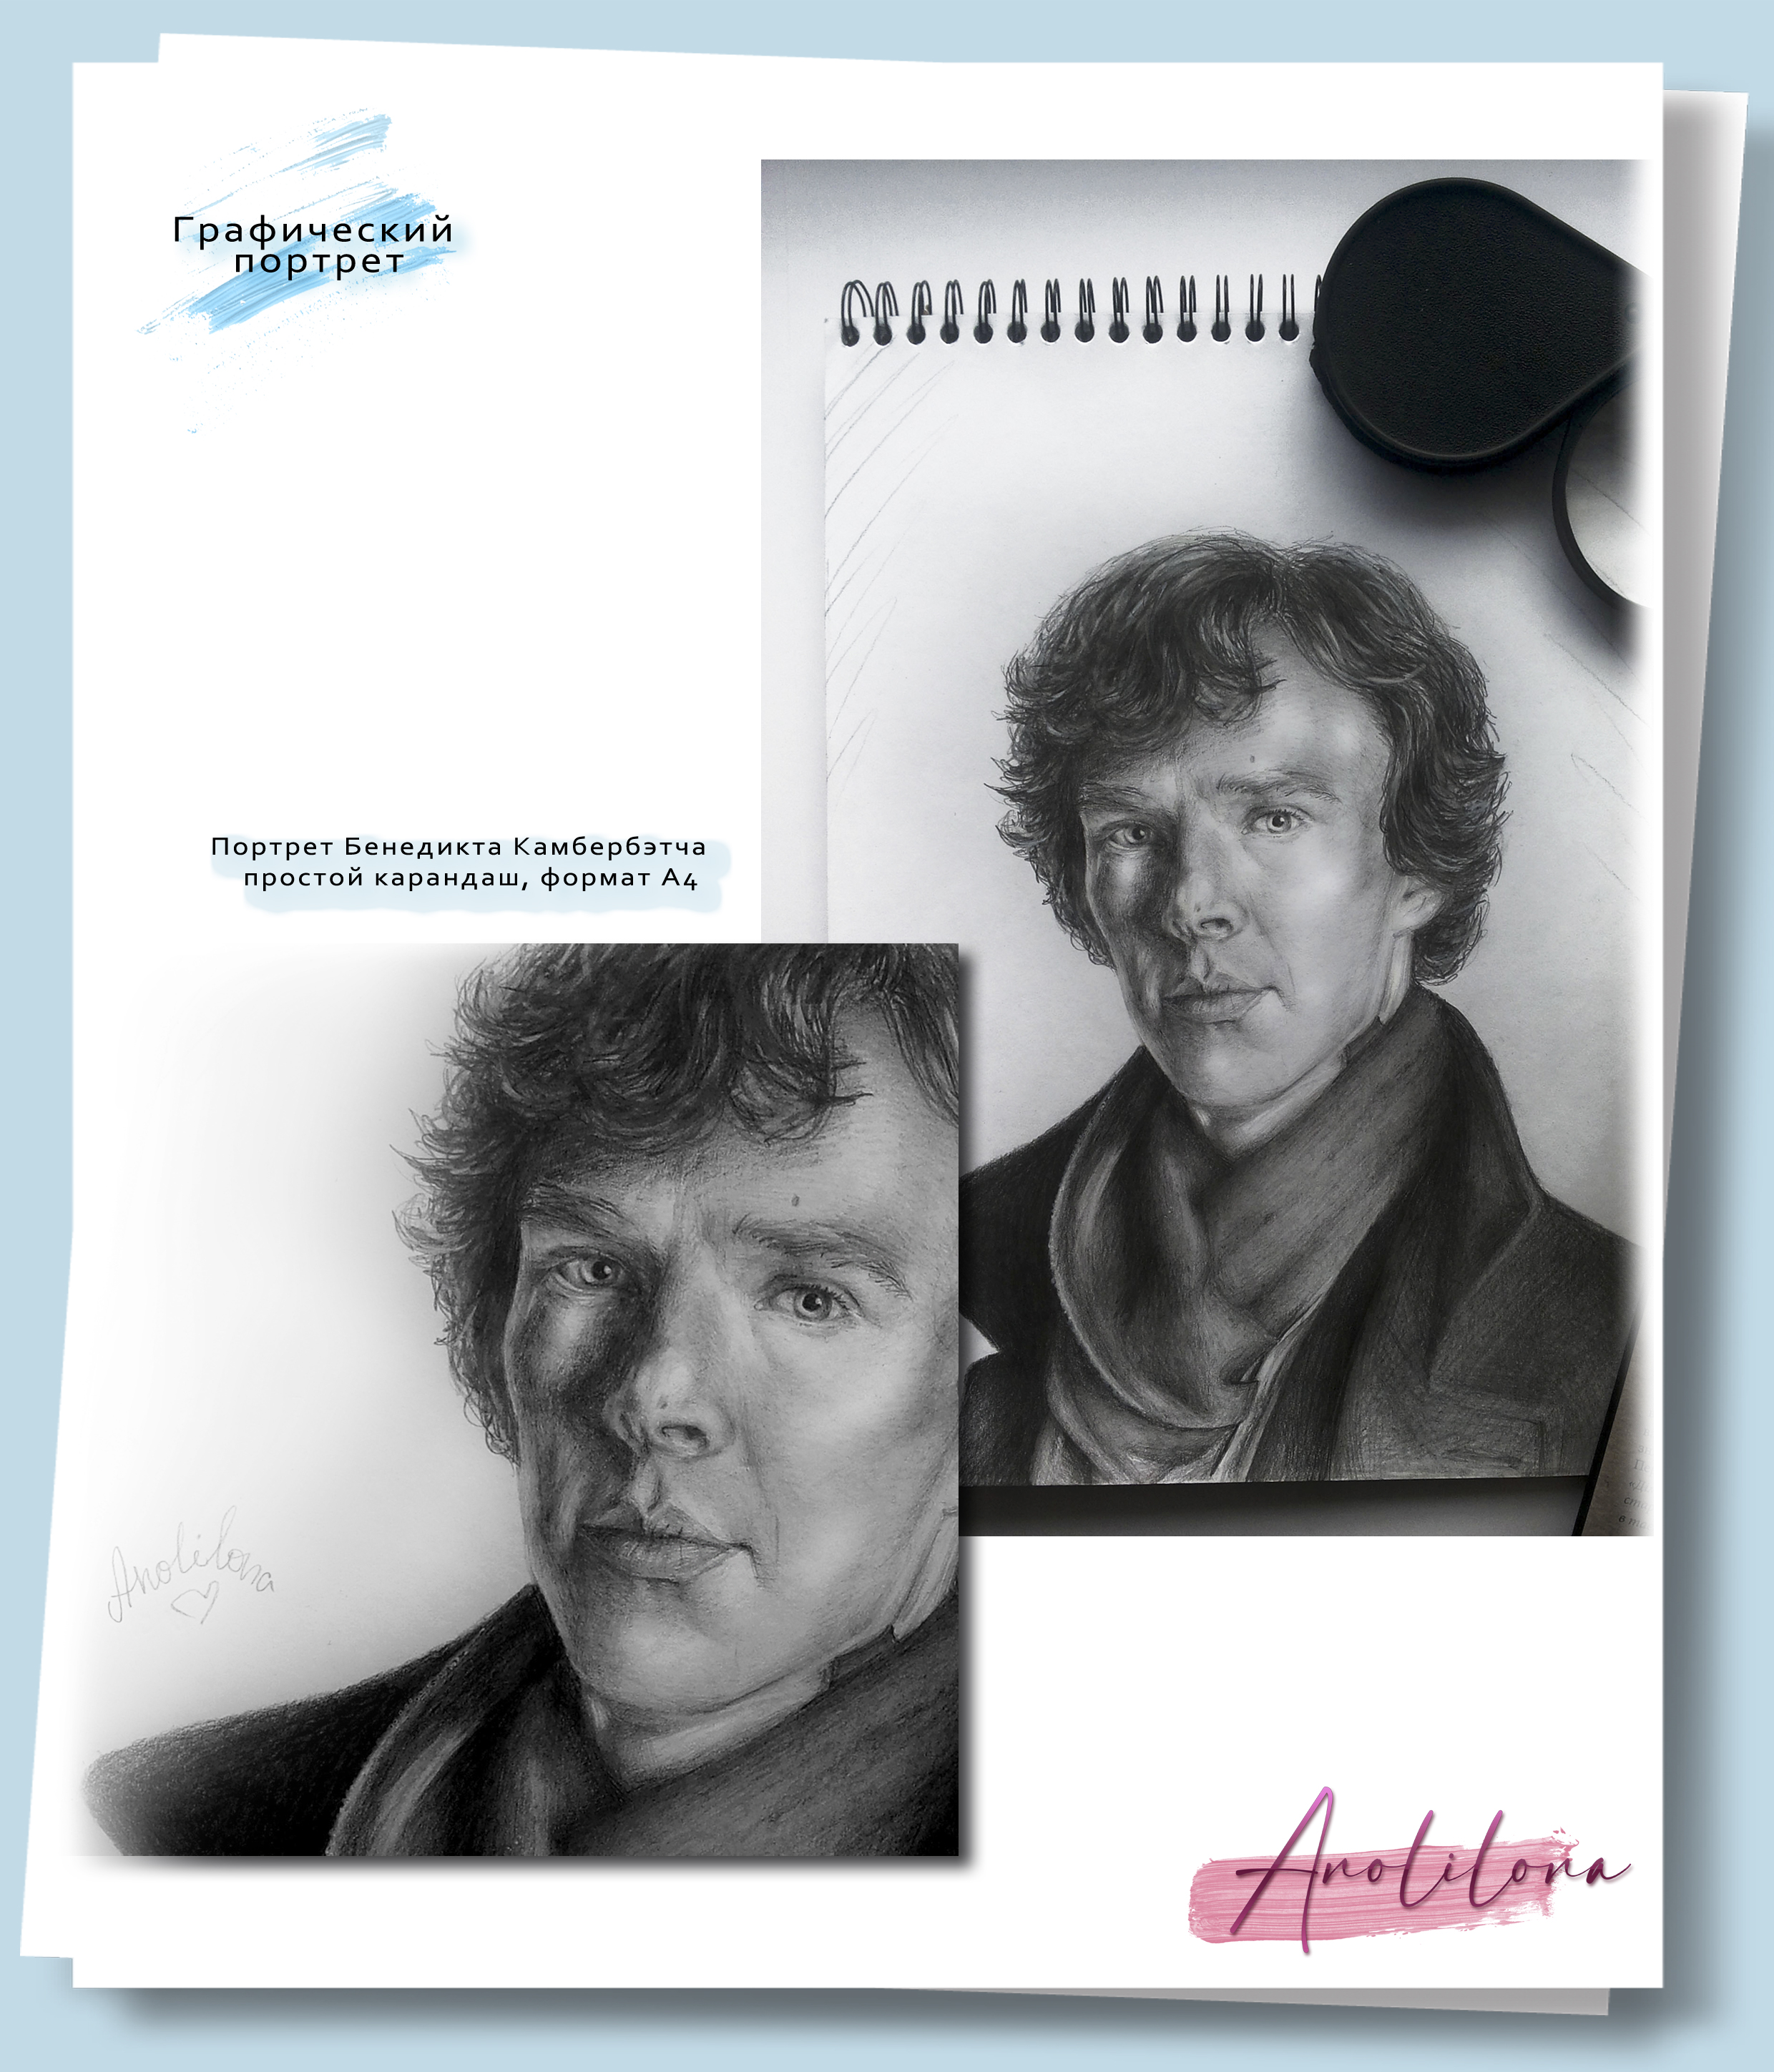 Графический
портрет
Портрет Бенедикта Камбербэтча
простой карандаш, формат А4
Anolilona
Anolilona